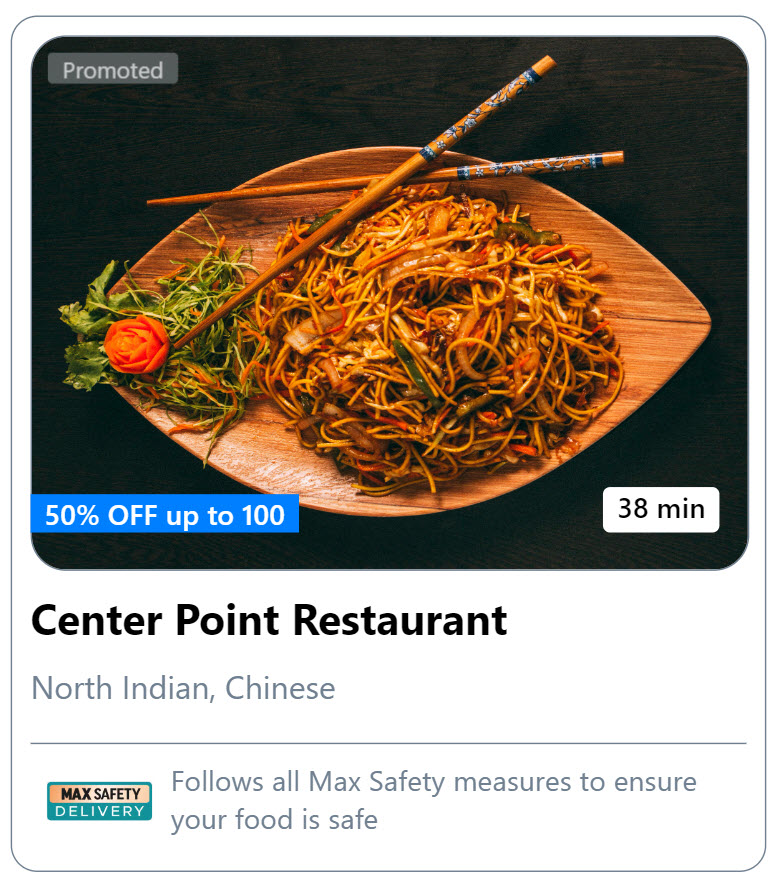 Promoted
50% OFF up to 100
38 min
Center Point Restaurant
North Indian, Chinese
MAX SAFETY
DELIVERY
Follows all Max Safety measures to ensure
your food is safe